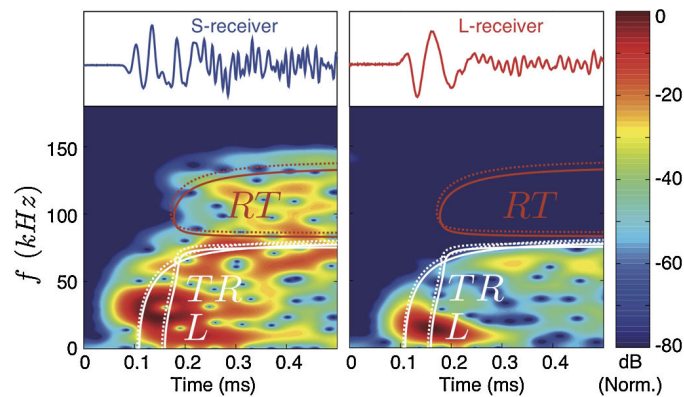 S-receiver
L-receiver
0
-20
-40
-60
-80
dB
(Norm.)
f (kHz)
150
100
50
0
RT
TR
L
RT
TR
L
0 0.1 0.2 0.3 0.4
0 0.1 0.2 0.3 0.4
Time (ms)
Time (ms)